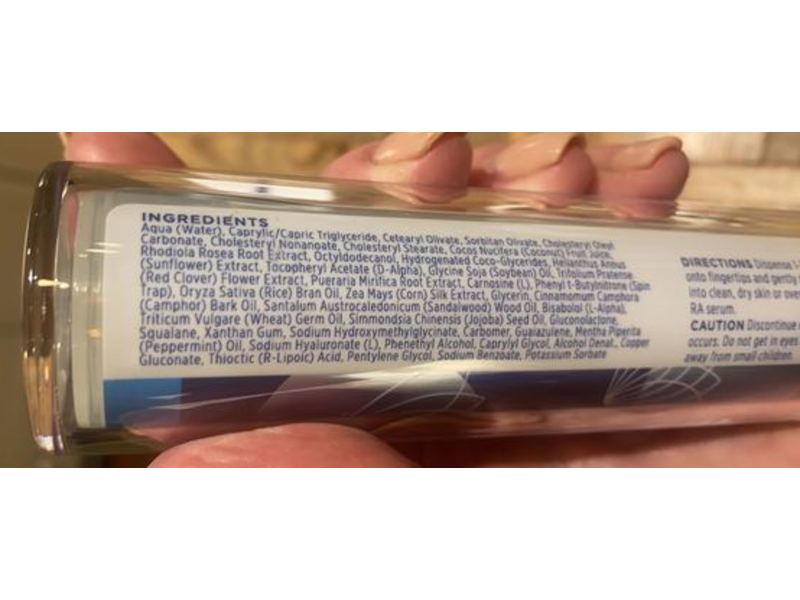 INGREDIENTS
Aqua (Water), Caprylic/Capric Triglyceride, Cetearyl Olivate, Sorbitan Olivate, Cholesteryl Oleyl
Carbonate, Cholesteryl Nonanoate, Cholesteryl Stearate, Cocos Nucifera (Coconut) Fruit Juice,
Rhodiola Rosea Root Extract, Octyldodecanol, Hydrogenated Coco-Glycerides, Helianthus Annus
(Sunflower) Extract, Tocopheryl Acetate (D-Alpha), Glycine Soja (Soybean) Oil, Trifolium Pratense
(Red Clover) Flower Extract, Pueraria Mirifica Root Extract, Carnosine (L), Phenyl t-Butylnitrone (Spin
Trap), Oryza Sativa (Rice) Bran Oil, Zea Mays (Corn) Silk Extract, Glycerin, Cinnamomum Camphora
(Camphor) Bark Oil, Santalum Austrocaledonicum (Sandalwood) Wood Oil, Bisabolol (L-Alpha),
Triticum Vulgare (Wheat) Germ Oil, Simmondsia Chinensis (Jojoba) Seed Oil, Gluconolactone,
Squalane, Xanthan Gum, Sodium Hydroxymethylglycinate, Carbomer, Guaiazulene, Mentha Piperita
(Peppermint) Oil, Sodium Hyaluronate (L), Phenethyl Alcohol, Caprylyl Glycol, Alcohol Denat., Copper
Gluconate, Thioctic (R-Lipoic) Acid, Pentylene Glycol, Sodium Benzoate, Potassium Sorbate
DIRECTIONS Dispense 1-
onto fingertips and gently
into clean, dry skin or over
RA serum.
CAUTION Discontinue
occurs. Do not get in eyes
away from small children.